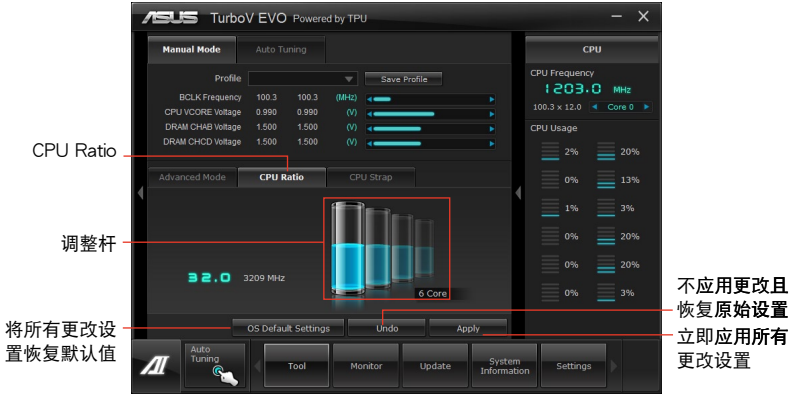 ASUS TurboV EVO Powered by TPU
Manual Mode Auto Tuning
Profile Save Profile
BCLK Frequency 100.3 100.3 (MHz)
CPU VCORE Voltage 0.990 0.990 (V)
DRAM CHAB Voltage 1.500 1.500 (V)
DRAM CHCD Voltage 1.500 1.500 (V)
CPU Ratio
Advanced Mode CPU Ratio CPU Strap
调整杆
32.0 3209 MHz
6 Core
将所有更改设
置恢复默认值
OS Default Settings Undo Apply
CPU
CPU Frequency
1203.0 MHz
100.3 x 12.0 Core 0
CPU Usage
2% 20%
0% 13%
1% 3%
0% 20%
0% 20%
0% 3%
不应用更改且
恢复原始设置
立即应用所有
更改设置
AI
Auto
Tuning
Tool Monitor Update
System
Information
Settings